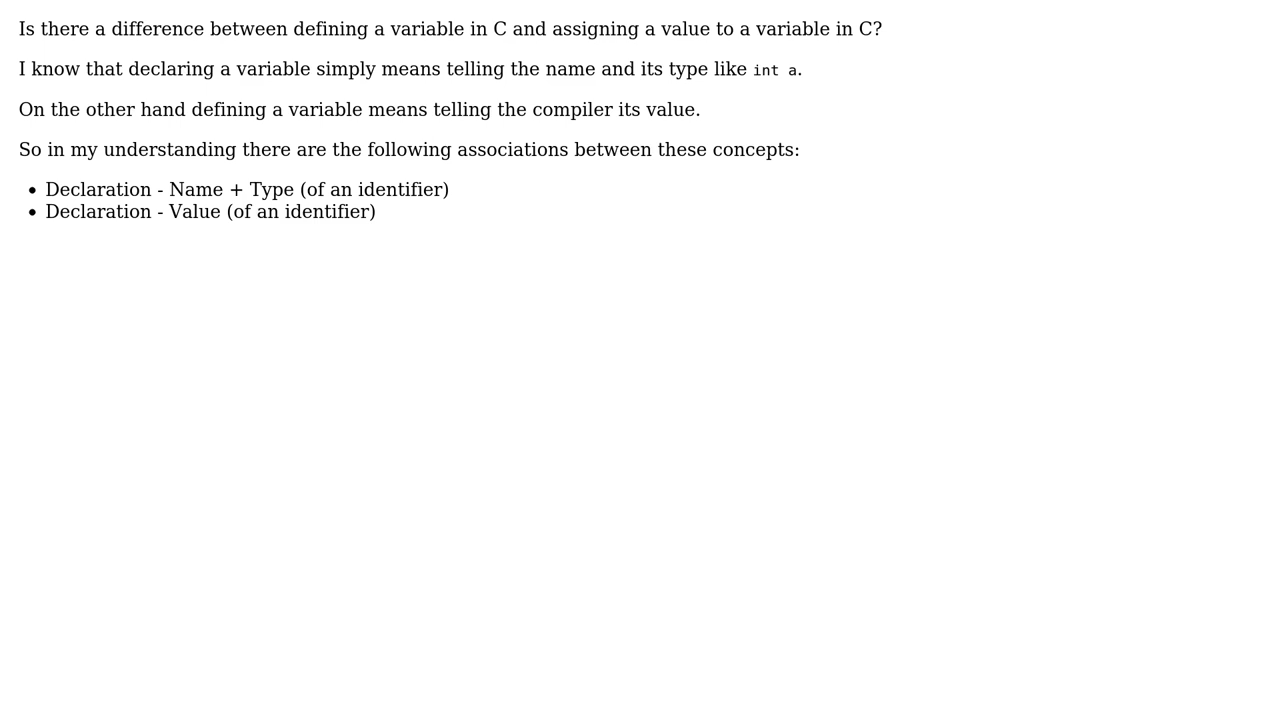 Is there a difference between defining a variable in C and assigning a value to a variable in C?
I know that declaring a variable simply means telling the name and its type like int a.
On the other hand defining a variable means telling the compiler its value.
So in my understanding there are the following associations between these concepts:
• Declaration - Name + Type (of an identifier)
• Declaration - Value (of an identifier)